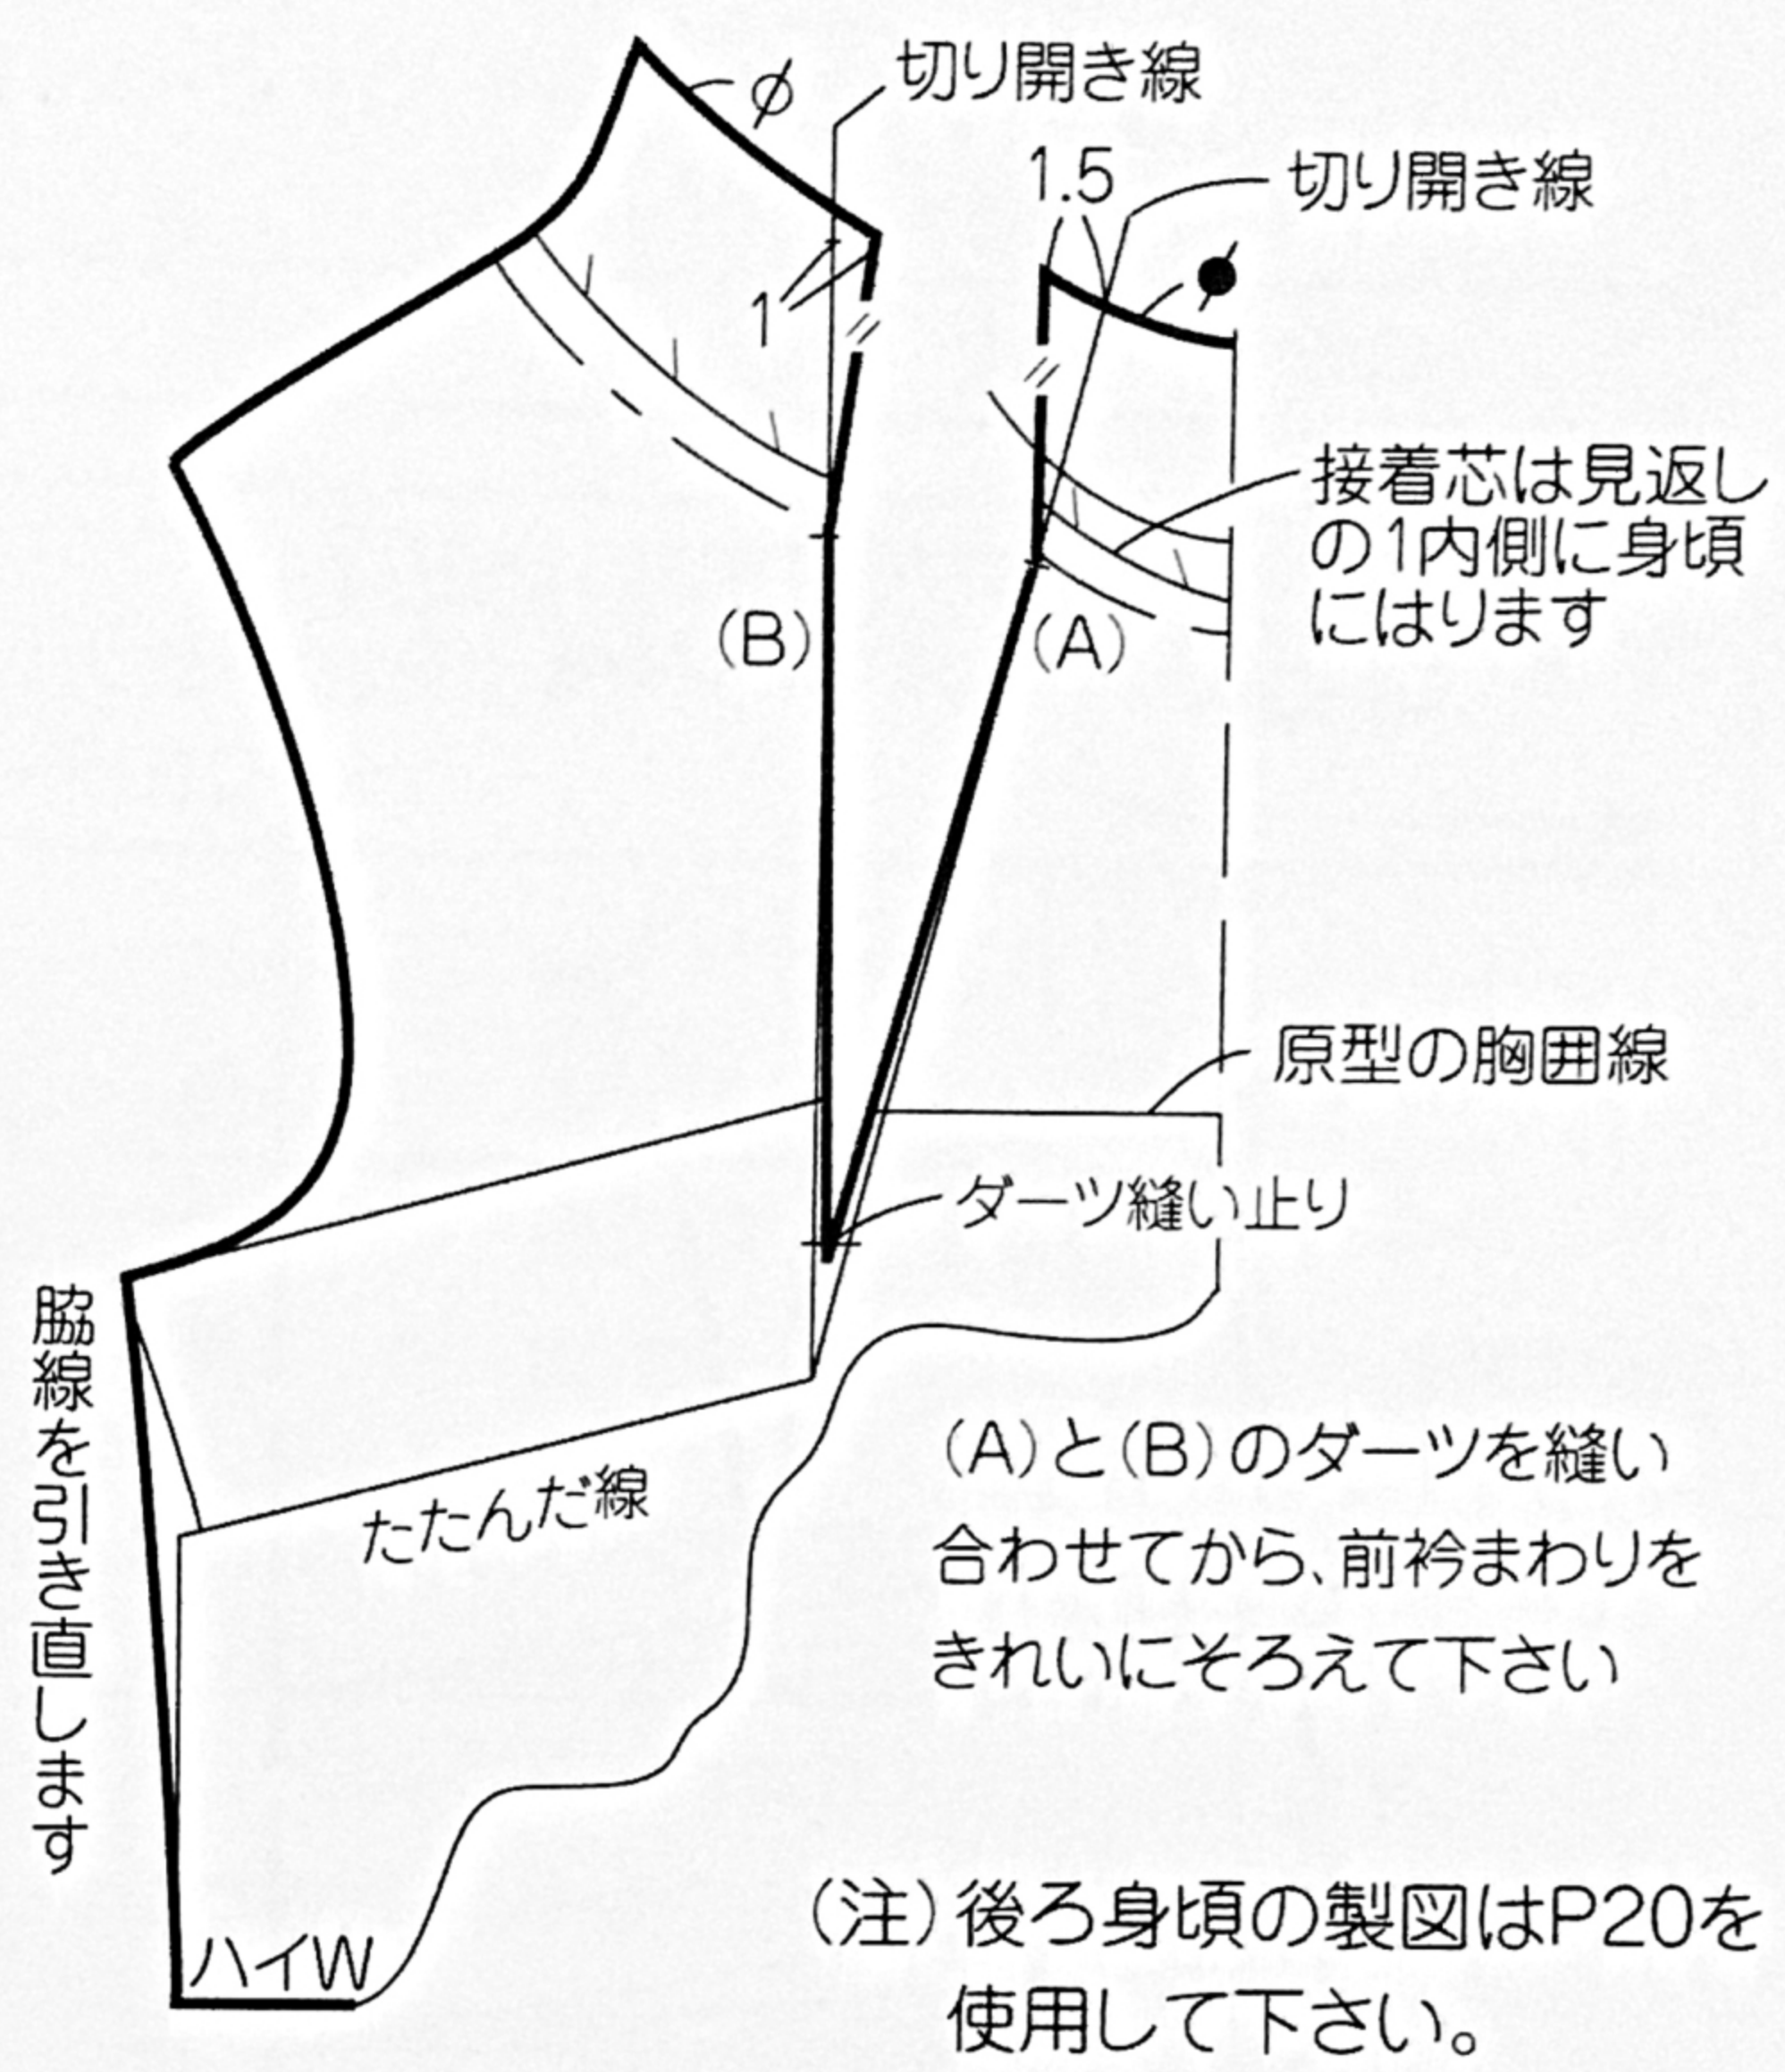 φ
切り開き線
1.5
切り開き線
1
接着芯は見返し
の1内側に身頃
にはります
(B)
(A)
原型の胸囲線
ダーツ縫い止り
脇線を引き直します
たたんだ線
(A)と(B)のダーツを縫い
合わせてから、前衿まわりを
きれいにそろえて下さい
ハイW
(注)後ろ身頃の製図はP20を
使用して下さい。